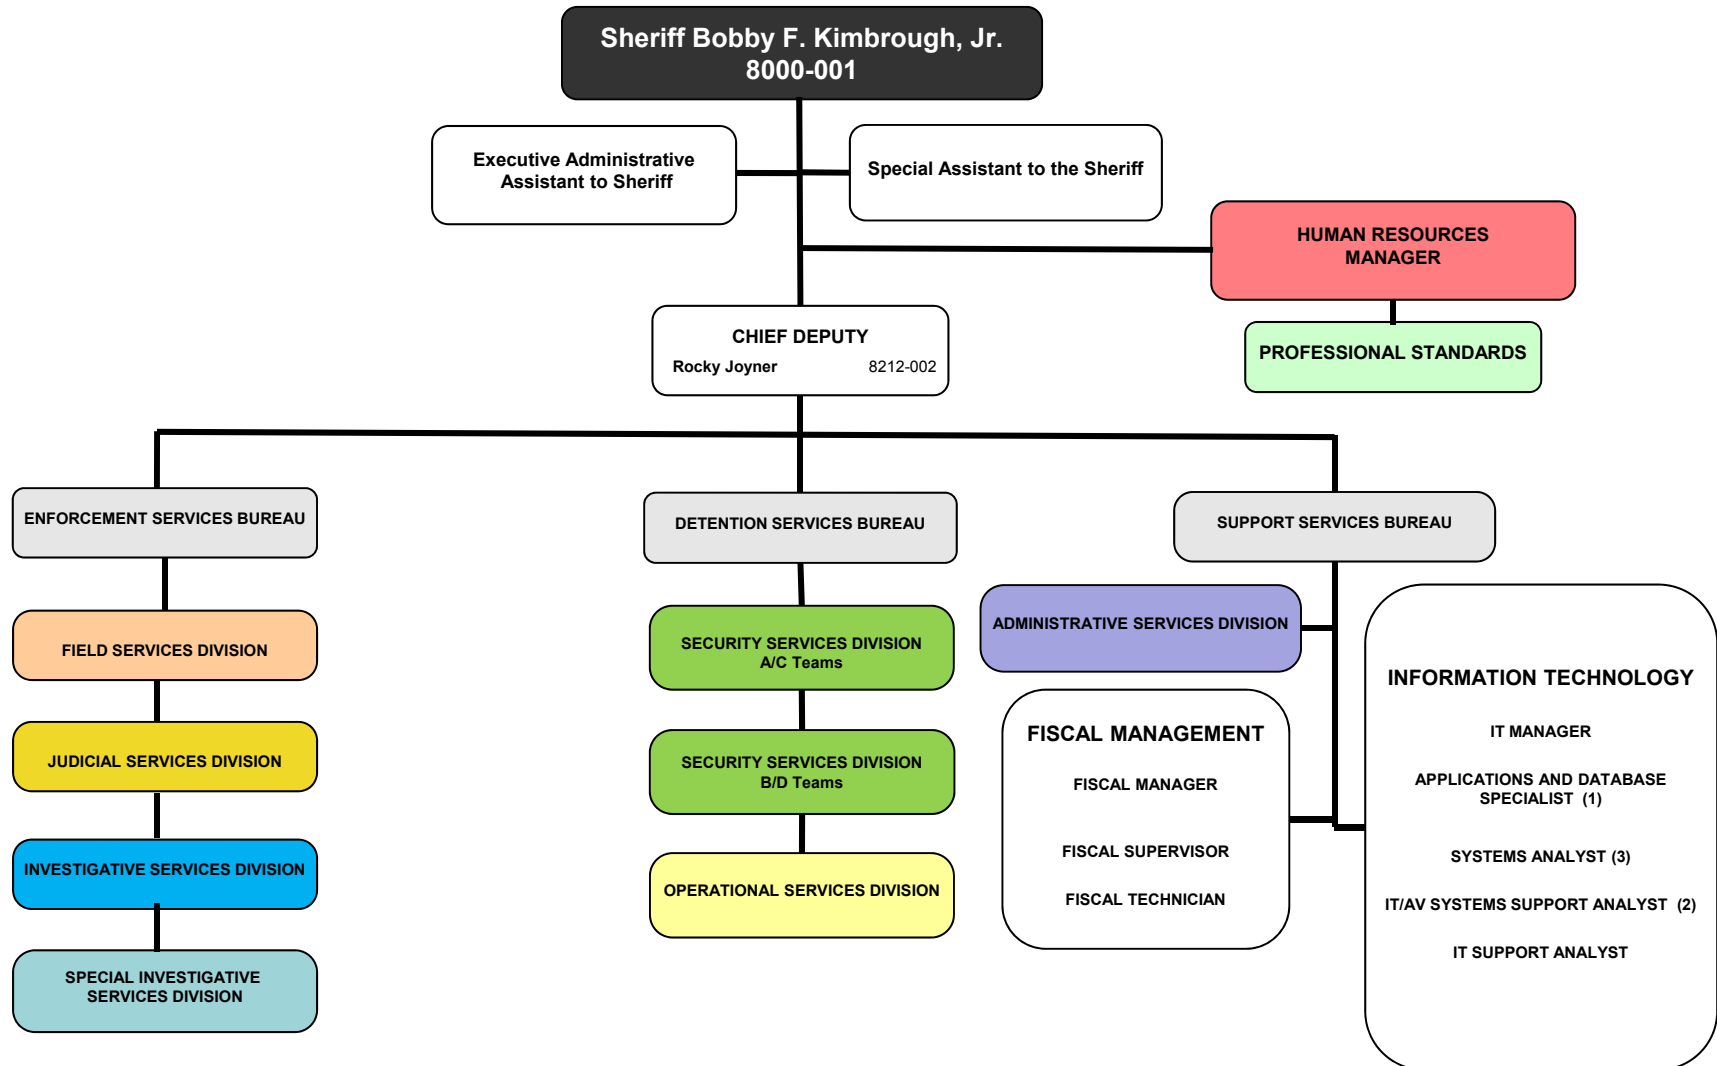 Sheriff Bobby F. Kimbrough, Jr.
8000-001
Executive Administrative
Assistant to Sheriff
Special Assistant to the Sheriff
HUMAN RESOURCES
MANAGER
PROFESSIONAL STANDARDS
CHIEF DEPUTY
Rocky Joyner 8212-002
ENFORCEMENT SERVICES BUREAU
FIELD SERVICES DIVISION
JUDICIAL SERVICES DIVISION
INVESTIGATIVE SERVICES DIVISION
SPECIAL INVESTIGATIVE
SERVICES DIVISION
DETENTION SERVICES BUREAU
SECURITY SERVICES DIVISION
A/C Teams
SECURITY SERVICES DIVISION
B/D Teams
OPERATIONAL SERVICES DIVISION
SUPPORT SERVICES BUREAU
ADMINISTRATIVE SERVICES DIVISION
FISCAL MANAGEMENT
FISCAL MANAGER
FISCAL SUPERVISOR
FISCAL TECHNICIAN
INFORMATION TECHNOLOGY
IT MANAGER
APPLICATIONS AND DATABASE
SPECIALIST (1)
SYSTEMS ANALYST (3)
IT/AV SYSTEMS SUPPORT ANALYST (2)
IT SUPPORT ANALYST